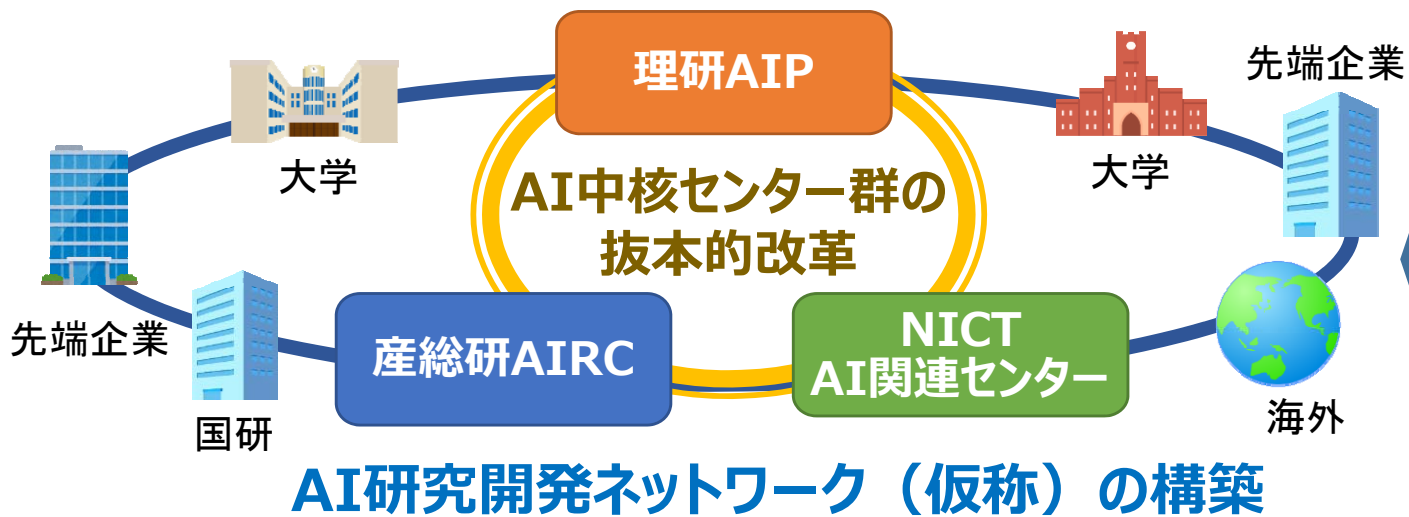 理研AIP
先端企業
大学
大学
AI中核センター群の
抜本的改革
先端企業
国研
産総研AIRC
NICT
AI関連センター
海外
AI研究開発ネットワーク（仮称）の構築